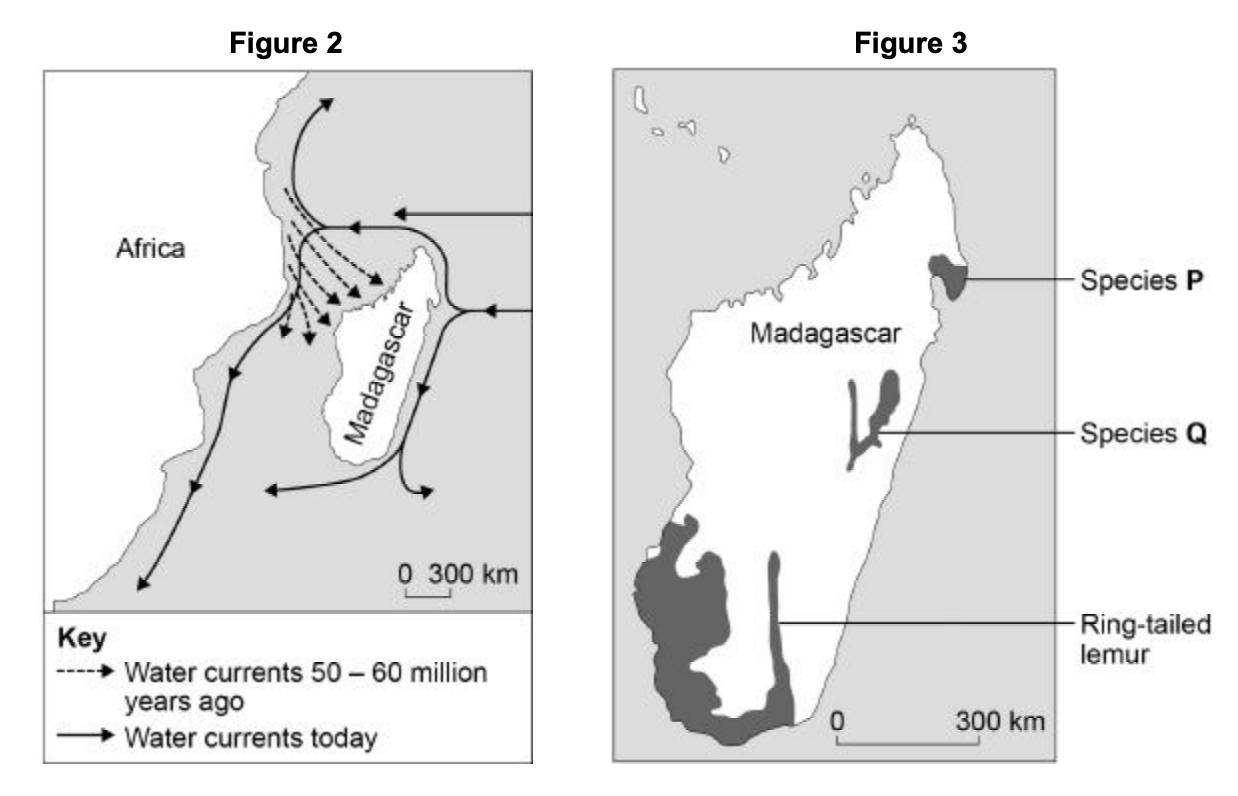 Figure 2
Africa
Madagascar
0 300 km
Key
Water currents 50 – 60 million
years ago
Water currents today
Figure 3
Madagascar
Species P
Species Q
Ring-tailed
lemur
0 300 km